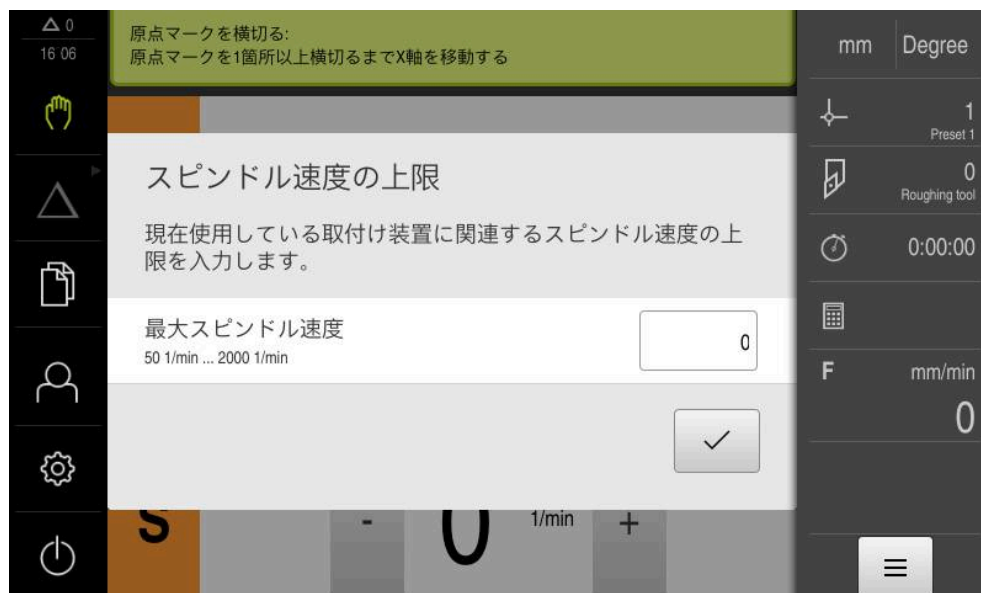 0
16 06
原点マークを横切る:
原点マークを1箇所以上横切るまでX軸を移動する
スピンドル速度の上限
現在使用している取付け装置に関連するスピンドル速度の上
限を入力します。
最大スピンドル速度
50 1/min ... 2000 1/min
0
S
-
0
1/min
+
mm
Degree
1
Preset 1
0
Roughing tool
0:00:00
F
mm/min
0